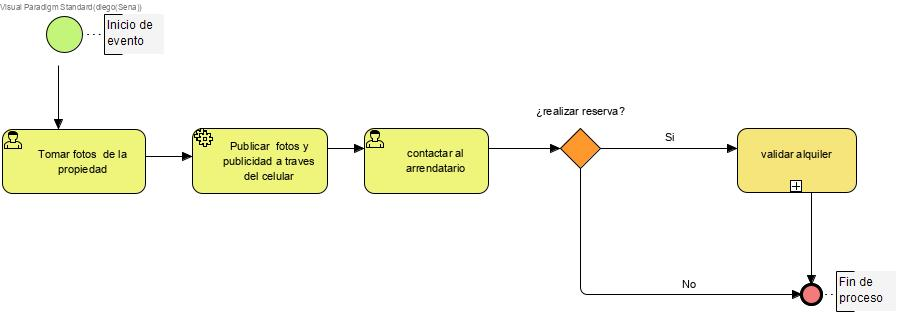 Visual Paradigm Standard(diego(Sena))
Inicio de
evento
¿realizar reserva?
Tomar fotos de la
propiedad
Publicar fotos y
publicidad a traves
del celular
contactar al
arrendatario
Si
validar alquiler
No
Fin de
proceso